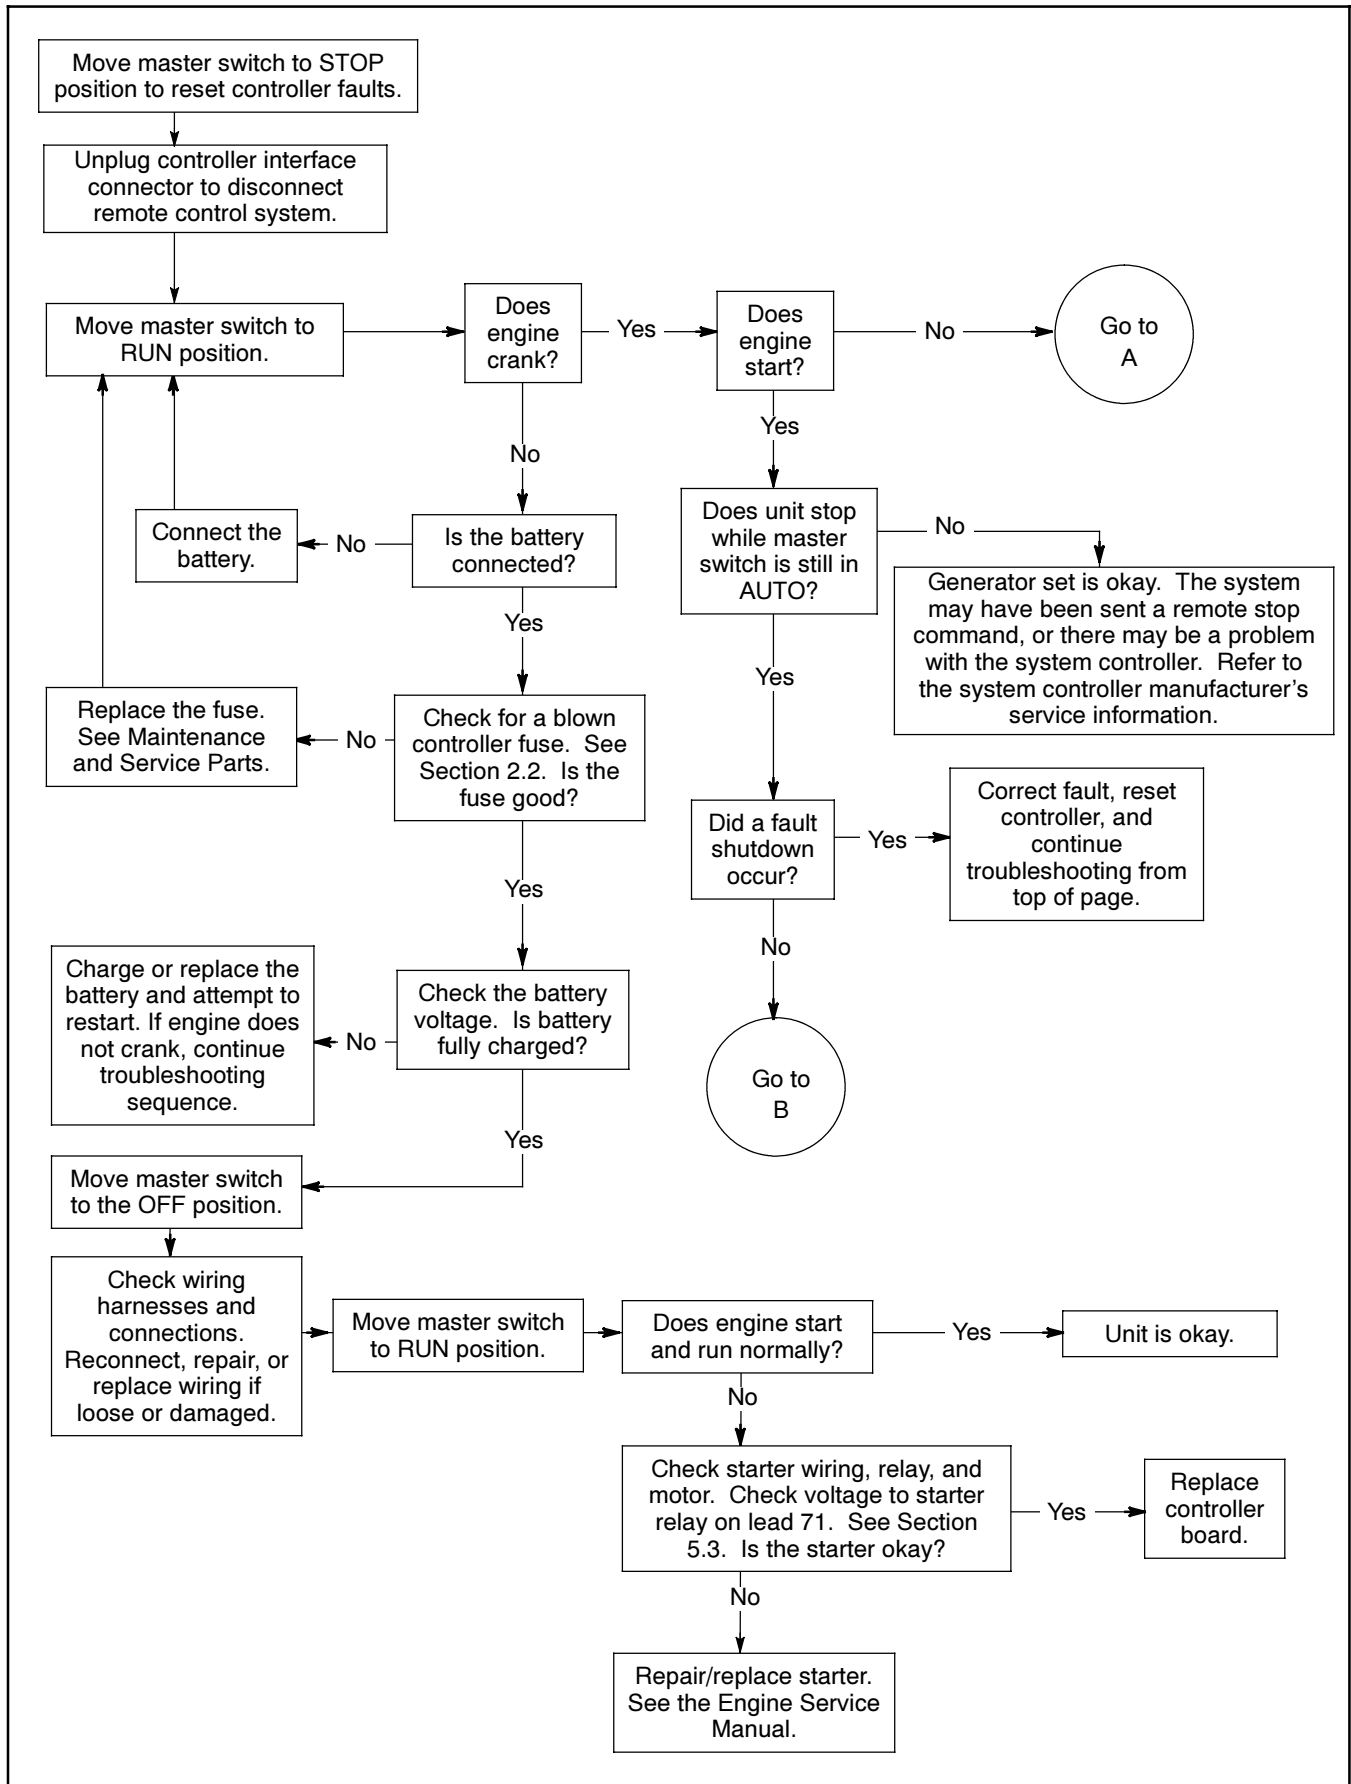 Move master switch to STOP
position to reset controller faults.
Unplug controller interface
connector to disconnect
remote control system.
Move master switch to
RUN position.
Does
engine
crank?
Yes
Does
engine
start?
No
Go to
A
Yes
No
Connect the
battery.
No
Is the battery
connected?
Does unit stop
while master
switch is still in
AUTO?
No
Generator set is okay. The system
may have been sent a remote stop
command, or there may be a problem
with the system controller. Refer to
the system controller manufacturer's
service information.
Yes
Yes
Replace the fuse.
See Maintenance
and Service Parts.
No
Check for a blown
controller fuse. See
Section 2.2. Is the
fuse good?
Did a fault
shutdown
occur?
Yes
Correct fault, reset
controller, and
continue
troubleshooting from
top of page.
Yes
No
Charge or replace the
battery and attempt to
restart. If engine does
not crank, continue
troubleshooting
sequence.
No
Check the battery
voltage. Is battery
fully charged?
Go to
B
Yes
Move master switch
to the OFF position.
Check wiring
harnesses and
connections.
Reconnect, repair, or
replace wiring if
loose or damaged.
Move master switch
to RUN position.
Does engine start
and run normally?
Yes
Unit is okay.
No
Check starter wiring, relay, and
motor. Check voltage to starter
relay on lead 71. See Section
5.3. Is the starter okay?
Yes
Replace
controller
board.
No
Repair/replace starter.
See the Engine Service
Manual.